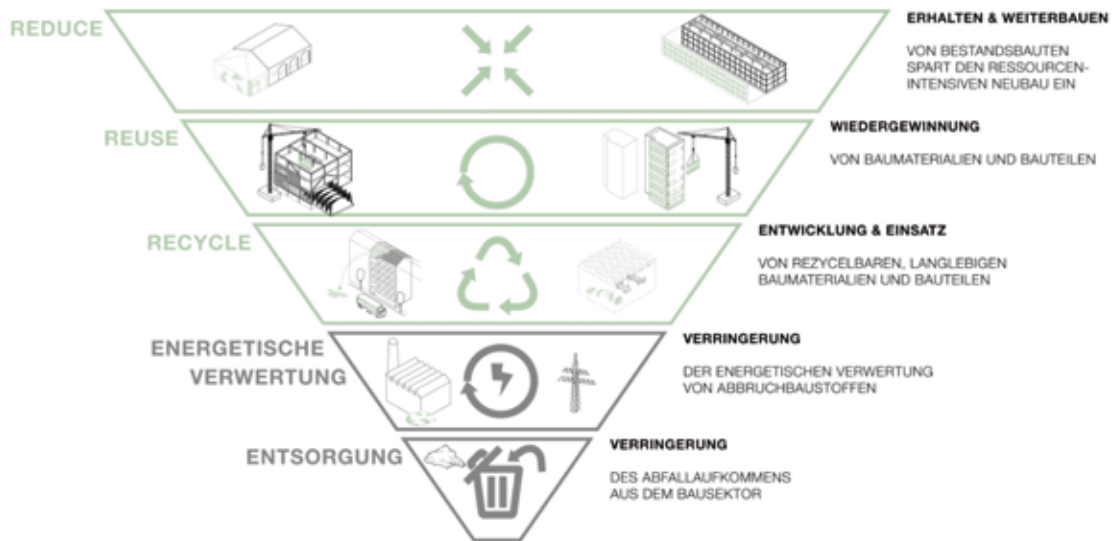 REDUCE
ERHALTEN & WEITERBAUEN
VON BESTANDSBAUTEN
SPART DEN RESSOURCEN-
INTENSIVEN NEUBAU EIN
REUSE
WIEDERGEWINNUNG
VON BAUMATERIALIEN UND BAUTEILEN
RECYCLE
ENTWICKLUNG & EINSATZ
VON REZYCELBAREN, LANGLEBIGEN
BAUMATERIALIEN UND BAUTEILEN
ENERGETISCHE
VERWERTUNG
VERRINGERUNG
DER ENERGETISCHEN VERWERTUNG
VON ABBRUCHBAUSTOFFEN
ENTSORGUNG
VERRINGERUNG
DES ABFALLAUFKOMMENS
AUS DEM BAUSEKTOR